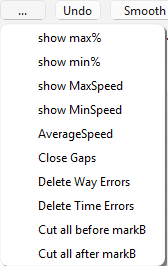 ... Undo Smooth
show max%
show min%
show MaxSpeed
show MinSpeed
AverageSpeed
Close Gaps
Delete Way Errors
Delete Time Errors
Cut all before markB
Cut all after markB